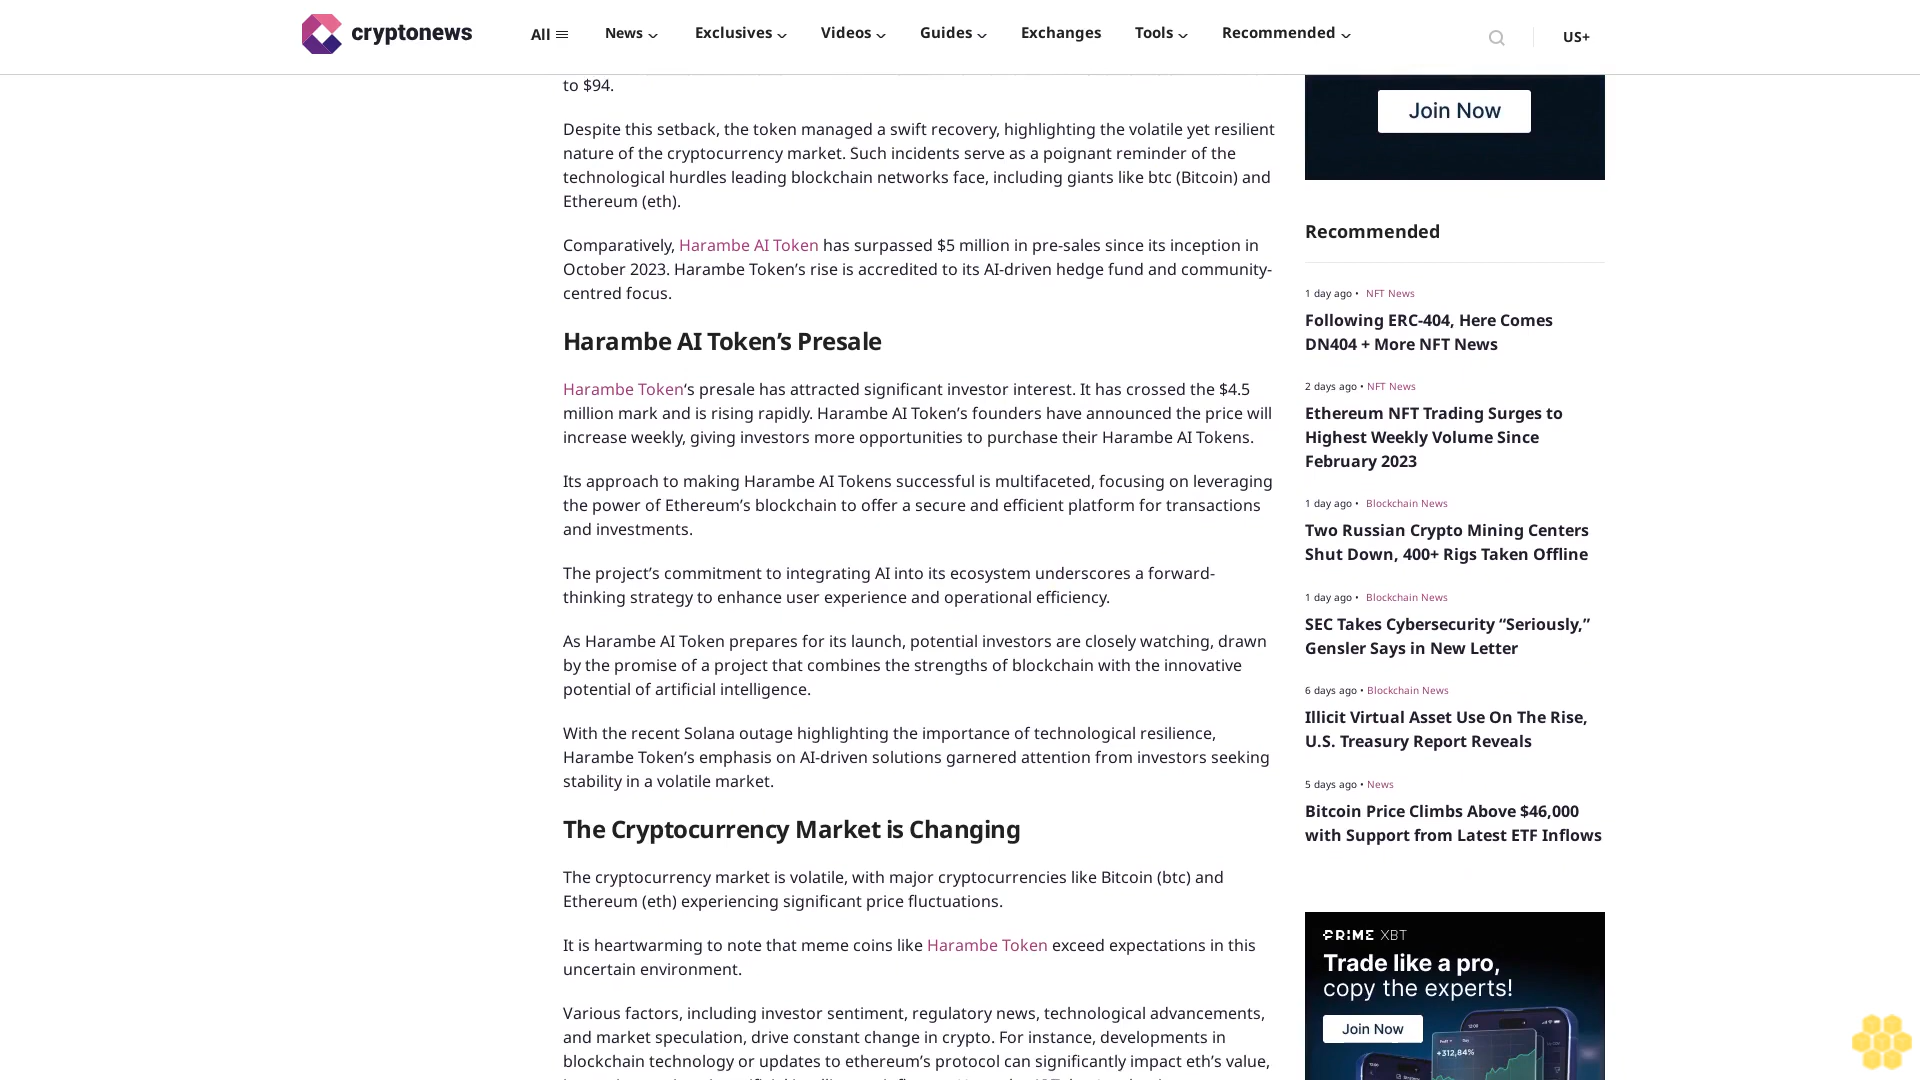 cryptonews
All
News
Exclusives
Videos
Guides
Exchanges
Tools
Recommended
US+
to $94.
Despite this setback, the token managed a swift recovery, highlighting the volatile yet resilient
nature of the cryptocurrency market. Such incidents serve as a poignant reminder of the
technological hurdles leading blockchain networks face, including giants like btc (Bitcoin) and
Ethereum (eth).
Comparatively, Harambe AI Token has surpassed $5 million in pre-sales since its inception in
October 2023. Harambe Token’s rise is accredited to its AI-driven hedge fund and community-
centred focus.
Harambe AI Token’s Presale
Harambe Token‘s presale has attracted significant investor interest. It has crossed the $4.5
million mark and is rising rapidly. Harambe AI Token’s founders have announced the price will
increase weekly, giving investors more opportunities to purchase their Harambe AI Tokens.
Its approach to making Harambe AI Tokens successful is multifaceted, focusing on leveraging
the power of Ethereum’s blockchain to offer a secure and efficient platform for transactions
and investments.
The project’s commitment to integrating AI into its ecosystem underscores a forward-
thinking strategy to enhance user experience and operational efficiency.
As Harambe AI Token prepares for its launch, potential investors are closely watching, drawn
by the promise of a project that combines the strengths of blockchain with the innovative
potential of artificial intelligence.
With the recent Solana outage highlighting the importance of technological resilience,
Harambe Token’s emphasis on AI-driven solutions garnered attention from investors seeking
stability in a volatile market.
The Cryptocurrency Market is Changing
The cryptocurrency market is volatile, with major cryptocurrencies like Bitcoin (btc) and
Ethereum (eth) experiencing significant price fluctuations.
It is heartwarming to note that meme coins like Harambe Token exceed expectations in this
uncertain environment.
Various factors, including investor sentiment, regulatory news, technological advancements,
and market speculation, drive constant change in crypto. For instance, developments in
blockchain technology or updates to ethereum’s protocol can significantly impact eth’s value,
Join Now
Recommended
1 day ago • NFT News
Following ERC-404, Here Comes
DN404 + More NFT News
2 days ago • NFT News
Ethereum NFT Trading Surges to
Highest Weekly Volume Since
February 2023
1 day ago • Blockchain News
Two Russian Crypto Mining Centers
Shut Down, 400+ Rigs Taken Offline
1 day ago • Blockchain News
SEC Takes Cybersecurity “Seriously,”
Gensler Says in New Letter
6 days ago • Blockchain News
Illicit Virtual Asset Use On The Rise,
U.S. Treasury Report Reveals
5 days ago • News
Bitcoin Price Climbs Above $46,000
with Support from Latest ETF Inflows
PRIME XBT
Trade like a pro,
copy the experts!
Join Now
+312,84%